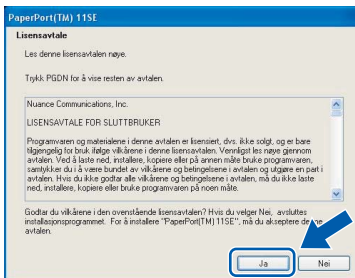 PaperPort(TM) 11SE
Lisensavtale
Les denne lisensavtalen nøye.
Trykk PGDN for å vise resten av avtalen.
Nuance Communications, Inc.
LISENSAVTALE FOR SLUTTBRUKER
Programvaren og materialene i denne avtalen er lisensiert, dvs. ikke solgt, og er bare
tilgjengelig for bruk ifølge vilkårene i denne lisensavtalen. Vennligst les nøye gjennom
avtalen. Ved å laste ned, installere, kopiere eller på annen måte bruke programvaren,
samtykker du i å være bundet av vilkårene og betingelsene i avtalen og utgjøre en part i
avtalen. Hvis du ikke godtar alle vilkårene og betingelsene i avtalen, må du ikke laste
ned, installere, kopiere eller bruke programvaren på noen måte.
Godtar du vilkårene i den ovenstående lisensavtalen? Hvis du velger Nei, avsluttes
installasjonsprogrammet. For å installere "PaperPort(TM) 11SE", må du akseptere denne
avtalen.
Ja
Nei